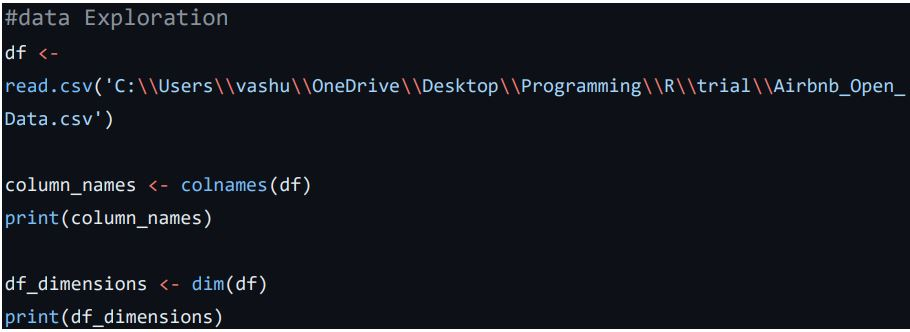 #data Exploration
df <-
read.csv('C:\\Users\\vashu\\OneDrive\\Desktop\\Programming\\R\\trial\\Airbnb_Open_
Data.csv')
column_names <- colnames(df)
print(column_names)
df_dimensions <- dim(df)
print(df_dimensions)